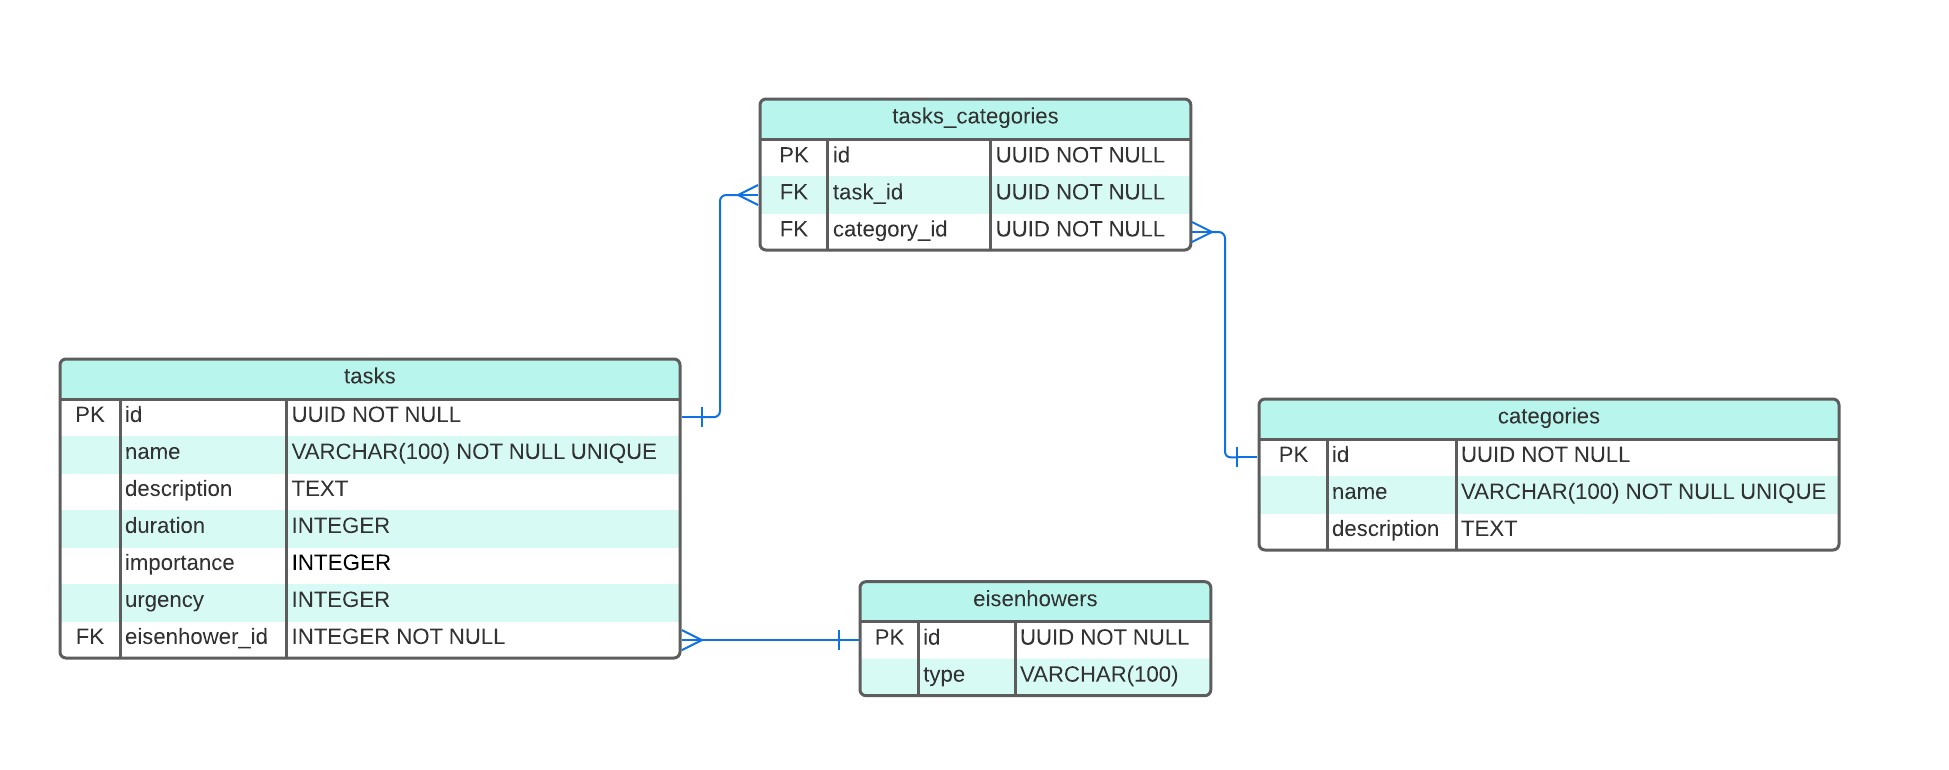 tasks_categories
PK id UUID NOT NULL
FK task_id UUID NOT NULL
FK category_id UUID NOT NULL
tasks
PK id UUID NOT NULL
name VARCHAR(100) NOT NULL UNIQUE
description TEXT
duration INTEGER
importance INTEGER
urgency INTEGER
FK eisenhower_id INTEGER NOT NULL
categories
PK id UUID NOT NULL
name VARCHAR(100) NOT NULL UNIQUE
description TEXT
eisenhowers
PK id UUID NOT NULL
type VARCHAR(100)